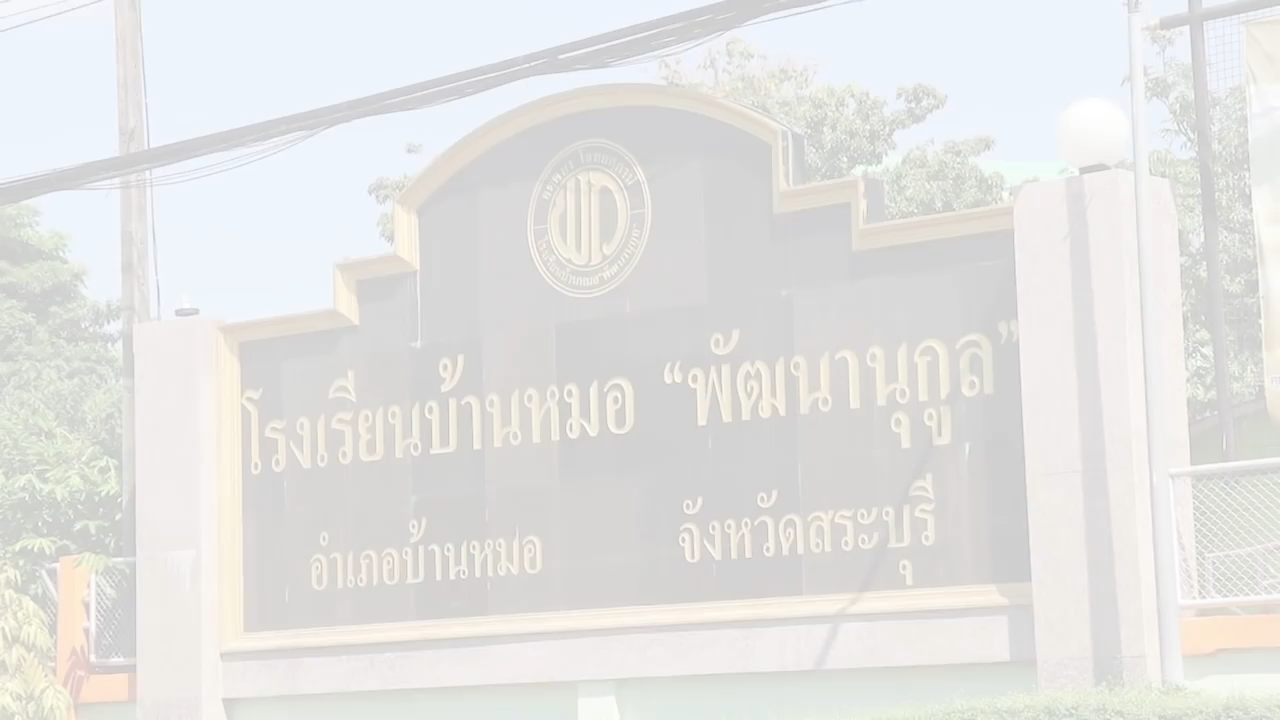 โรงเรียนบ้านหมอ “พัฒนานุกูล”
อำเภอบ้านหมอ จังหวัดสระบุรี